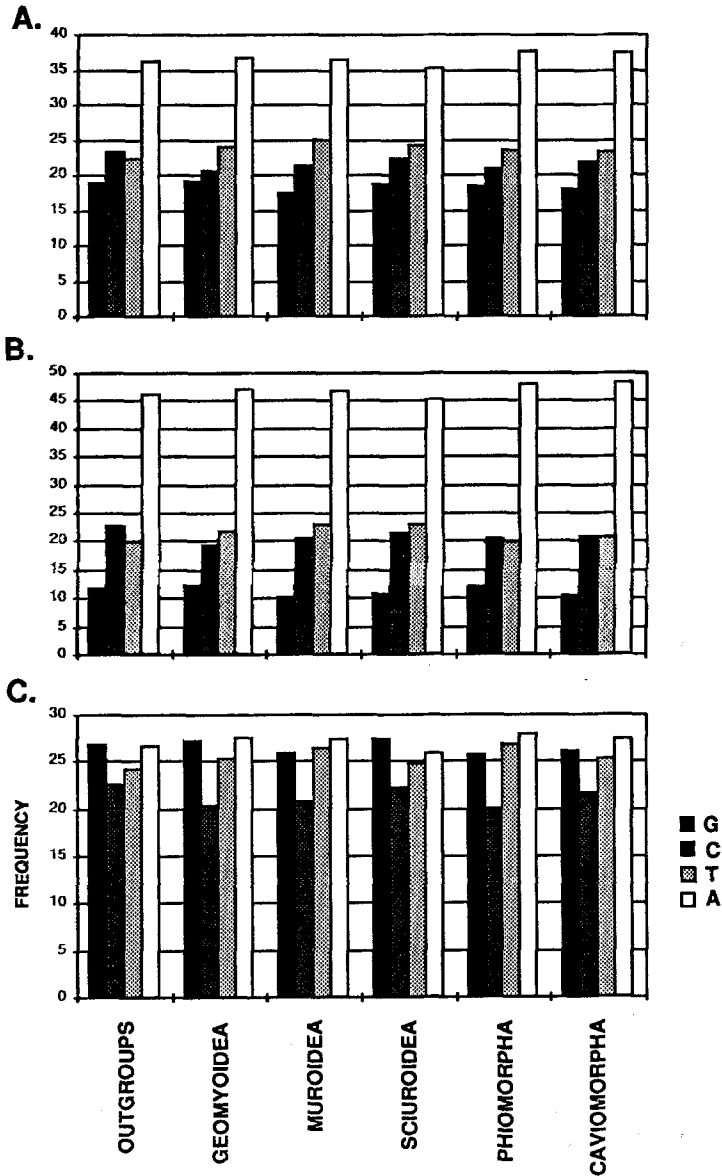 A.
40
35
30
25
20
15
10
5
0
B.
50
45
40
35
30
25
20
15
10
5
0
C.
30
25
20
15
10
5
0
FREQUENCY
G
C
T
A
OUTGROUPS
GEOMYOIDEA
MUROIDEA
SCIUROIDEA
PHIOMORPHA
CAVIOMORPHA